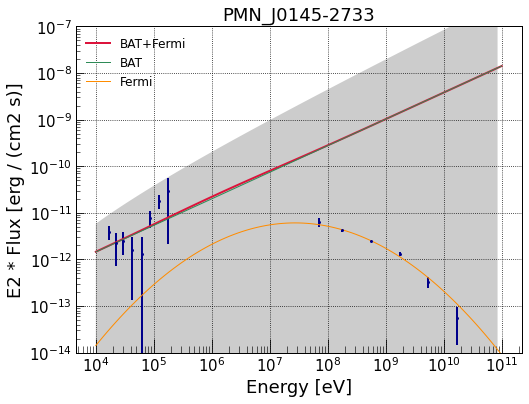 PMN_J0145-2733
10^-7
10^-8
10^-9
10^-10
10^-11
10^-12
10^-13
10^-14
E2 * Flux [erg / (cm2 s)]
BAT+Fermi
BAT
Fermi
10^4 10^5 10^6 10^7 10^8 10^9 10^10 10^11
Energy [eV]